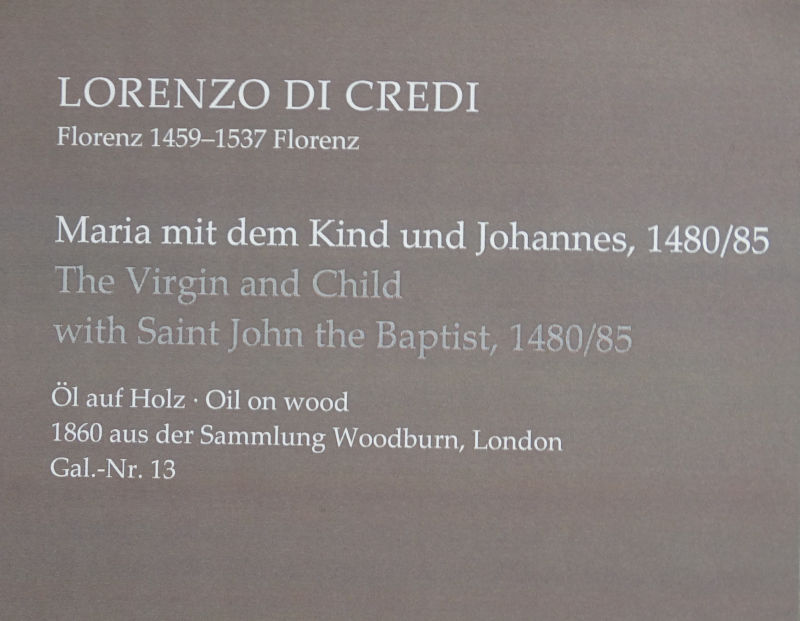 LORENZO DI CREDI
Florenz 1459–1537 Florenz
Maria mit dem Kind und Johannes, 1480/85
The Virgin and Child
with Saint John the Baptist, 1480/85
Öl auf Holz · Oil on wood
1860 aus der Sammlung Woodburn, London
Gal.-Nr. 13